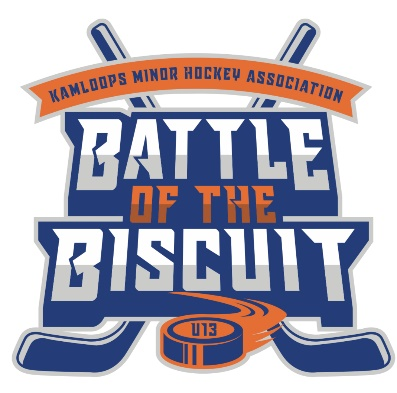 KAMLOOPS MINOR HOCKEY ASSOCIATION
BATTLE
OF THE
BISCUIT
U13